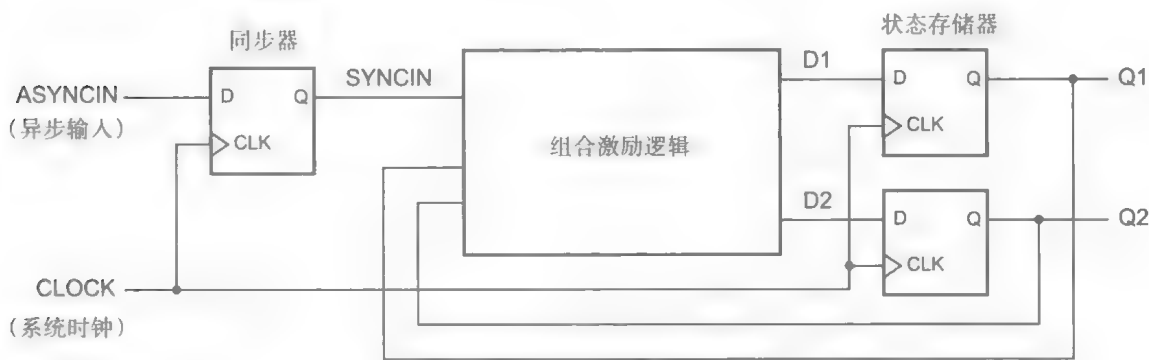 同步器
状态存储器
ASYNCIN
(异步输入)
D
Q
CLK
SYNCIN
组合激励逻辑
D1
D
Q
CLK
Q1
D2
D
Q
CLK
Q2
CLOCK
(系统时钟)